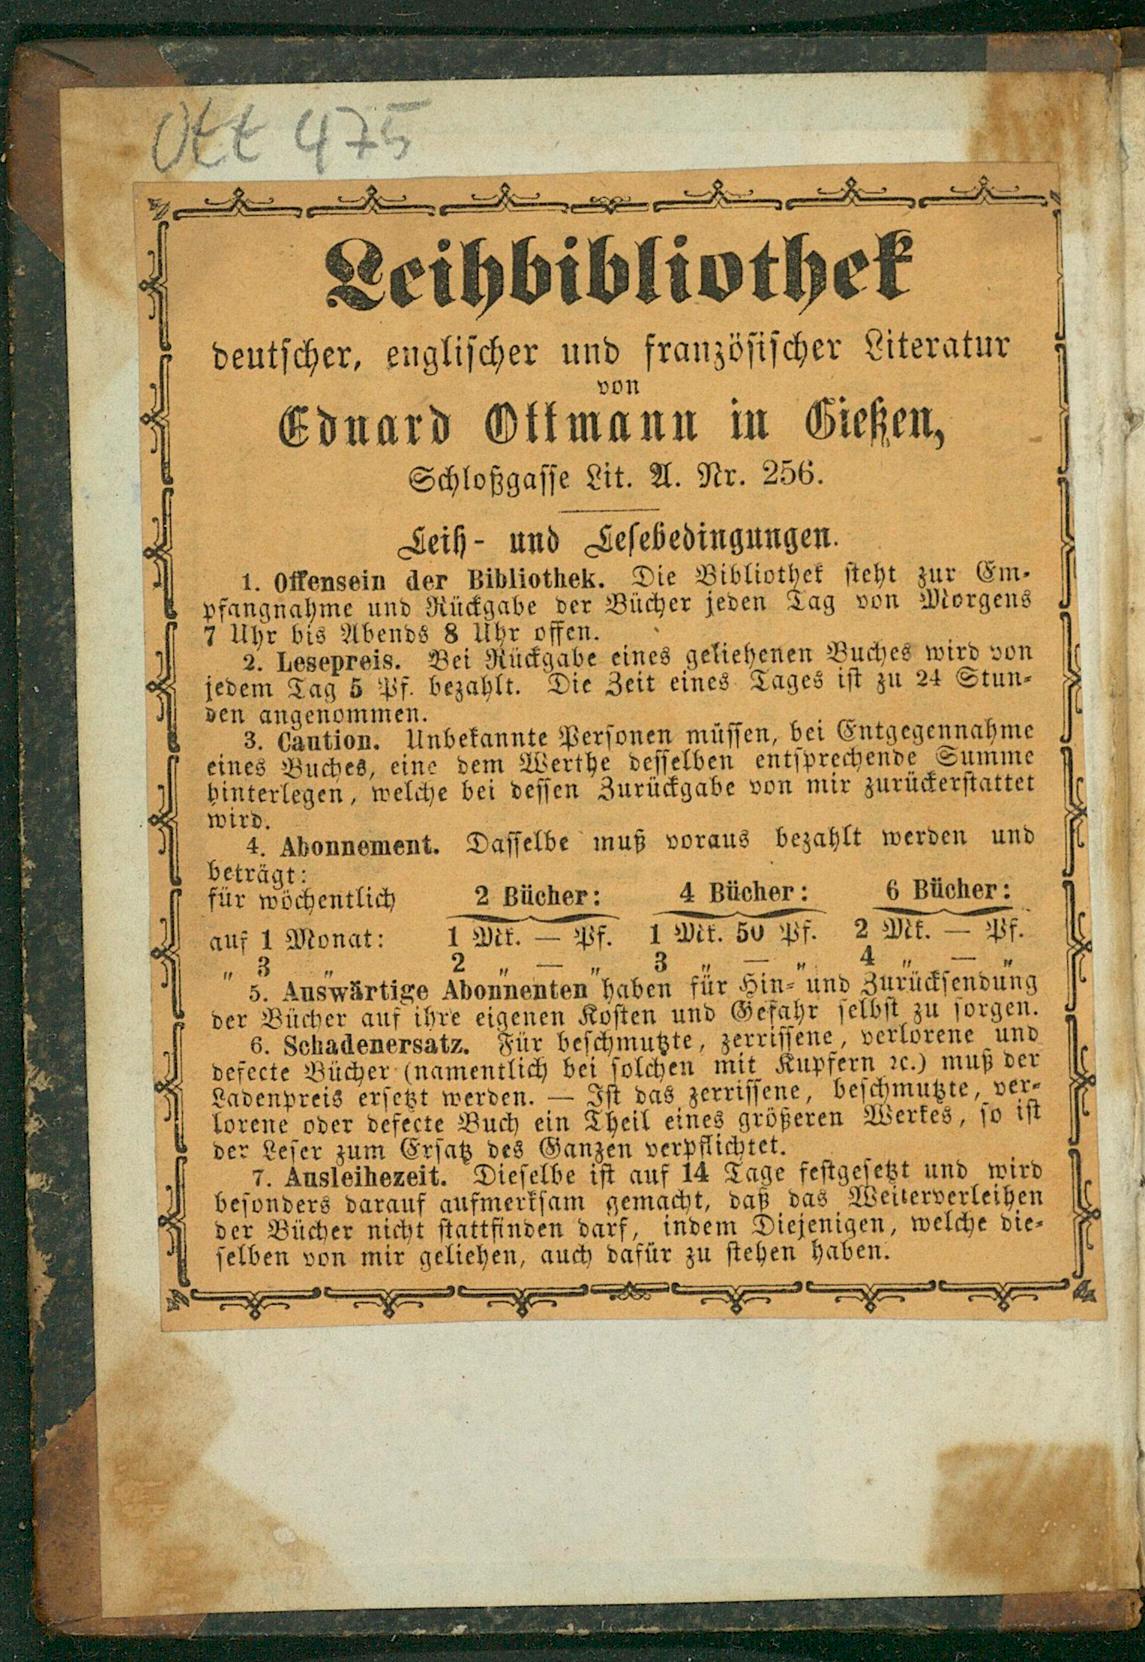 Ott 475
Leihbibliothek
deutscher, englischer und französischer Literatur
von
Eduard Ottmann in Gießen,
Schloßgasse Lit. A. Nr. 256.
Leih- und Lesebedingungen.
1. Offensein der Bibliothek. Die Bibliothek steht zur Em-
pfangnahme und Rückgabe der Bücher jeden Tag von Morgens
7 Uhr bis Abends 8 Uhr offen.
2. Lesepreis. Bei Rückgabe eines geliehenen Buches wird von
jedem Tag 5 Pf. bezahlt. Die Zeit eines Tages ist zu 24 Stun-
den angenommen.
3. Caution. Unbekannte Personen müssen, bei Entgegennahme
eines Buches, eine dem Werthe desselben entsprechende Summe
hinterlegen, welche bei dessen Zurückgabe von mir zurückerstattet
wird.
4. Abonnement. Dasselbe muß voraus bezahlt werden und
beträgt:
für wöchentlich 2 Bücher: 4 Bücher: 6 Bücher:
auf 1 Monat: 1 Mk. — Pf. 1 Mk. 50 Pf. 2 Mk. — Pf.
„ 3 „ 2 „ — „ 3 „ — „ 4 „ — „
5. Auswärtige Abonnenten haben für Hin- und Zurücksendung
der Bücher auf ihre eigenen Kosten und Gefahr selbst zu sorgen.
6. Schadenersatz. Für beschmutzte, zerrissene, verlorene und
defecte Bücher (namentlich bei solchen mit Kupfern ꝛc.) muß der
Ladenpreis ersetzt werden. — Ist das zerrissene, beschmutzte, ver-
lorene oder defecte Buch ein Theil eines größeren Werkes, so ist
der Leser zum Ersatz des Ganzen verpflichtet.
7. Ausleihezeit. Dieselbe ist auf 14 Tage festgesetzt und wird
besonders darauf aufmerksam gemacht, daß das Weiterverleihen
der Bücher nicht stattfinden darf, indem Diejenigen, welche die-
selben von mir geliehen, auch dafür zu stehen haben.